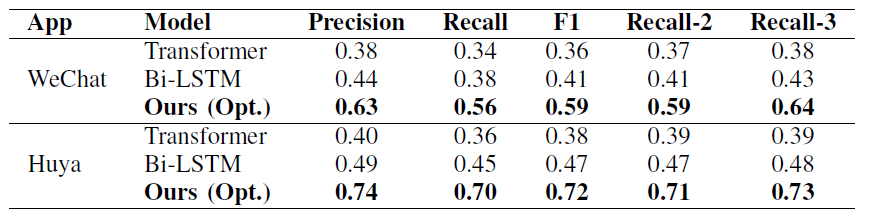 App Model Precision Recall F1 Recall-2 Recall-3
Transformer 0.38 0.34 0.36 0.37 0.38
WeChat Bi-LSTM 0.44 0.38 0.41 0.41 0.43
Ours (Opt.) 0.63 0.56 0.59 0.59 0.64
Transformer 0.40 0.36 0.38 0.39 0.39
Huya Bi-LSTM 0.49 0.45 0.47 0.47 0.48
Ours (Opt.) 0.74 0.70 0.72 0.71 0.73